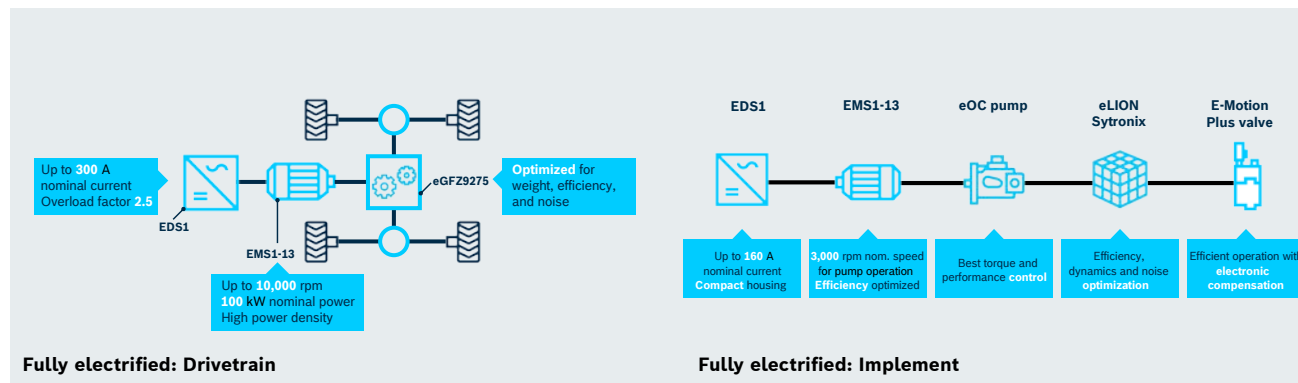 Up to 300 A
nominal current
Overload factor 2.5
EDS1
EMS1-13
eGFZ9275
Optimized for
weight, efficiency,
and noise
Up to 10,000 rpm
100 kW nominal power
High power density
Fully electrified: Drivetrain
EDS1
EMS1-13
eOC pump
eLION
Sytronix
E-Motion
Plus valve
Up to 160 A
nominal current
Compact housing
3,000 rpm nom. speed
for pump operation
Efficiency optimized
Best torque and
performance control
Efficiency,
dynamics and noise
optimization
Efficient operation with
electronic
compensation
Fully electrified: Implement